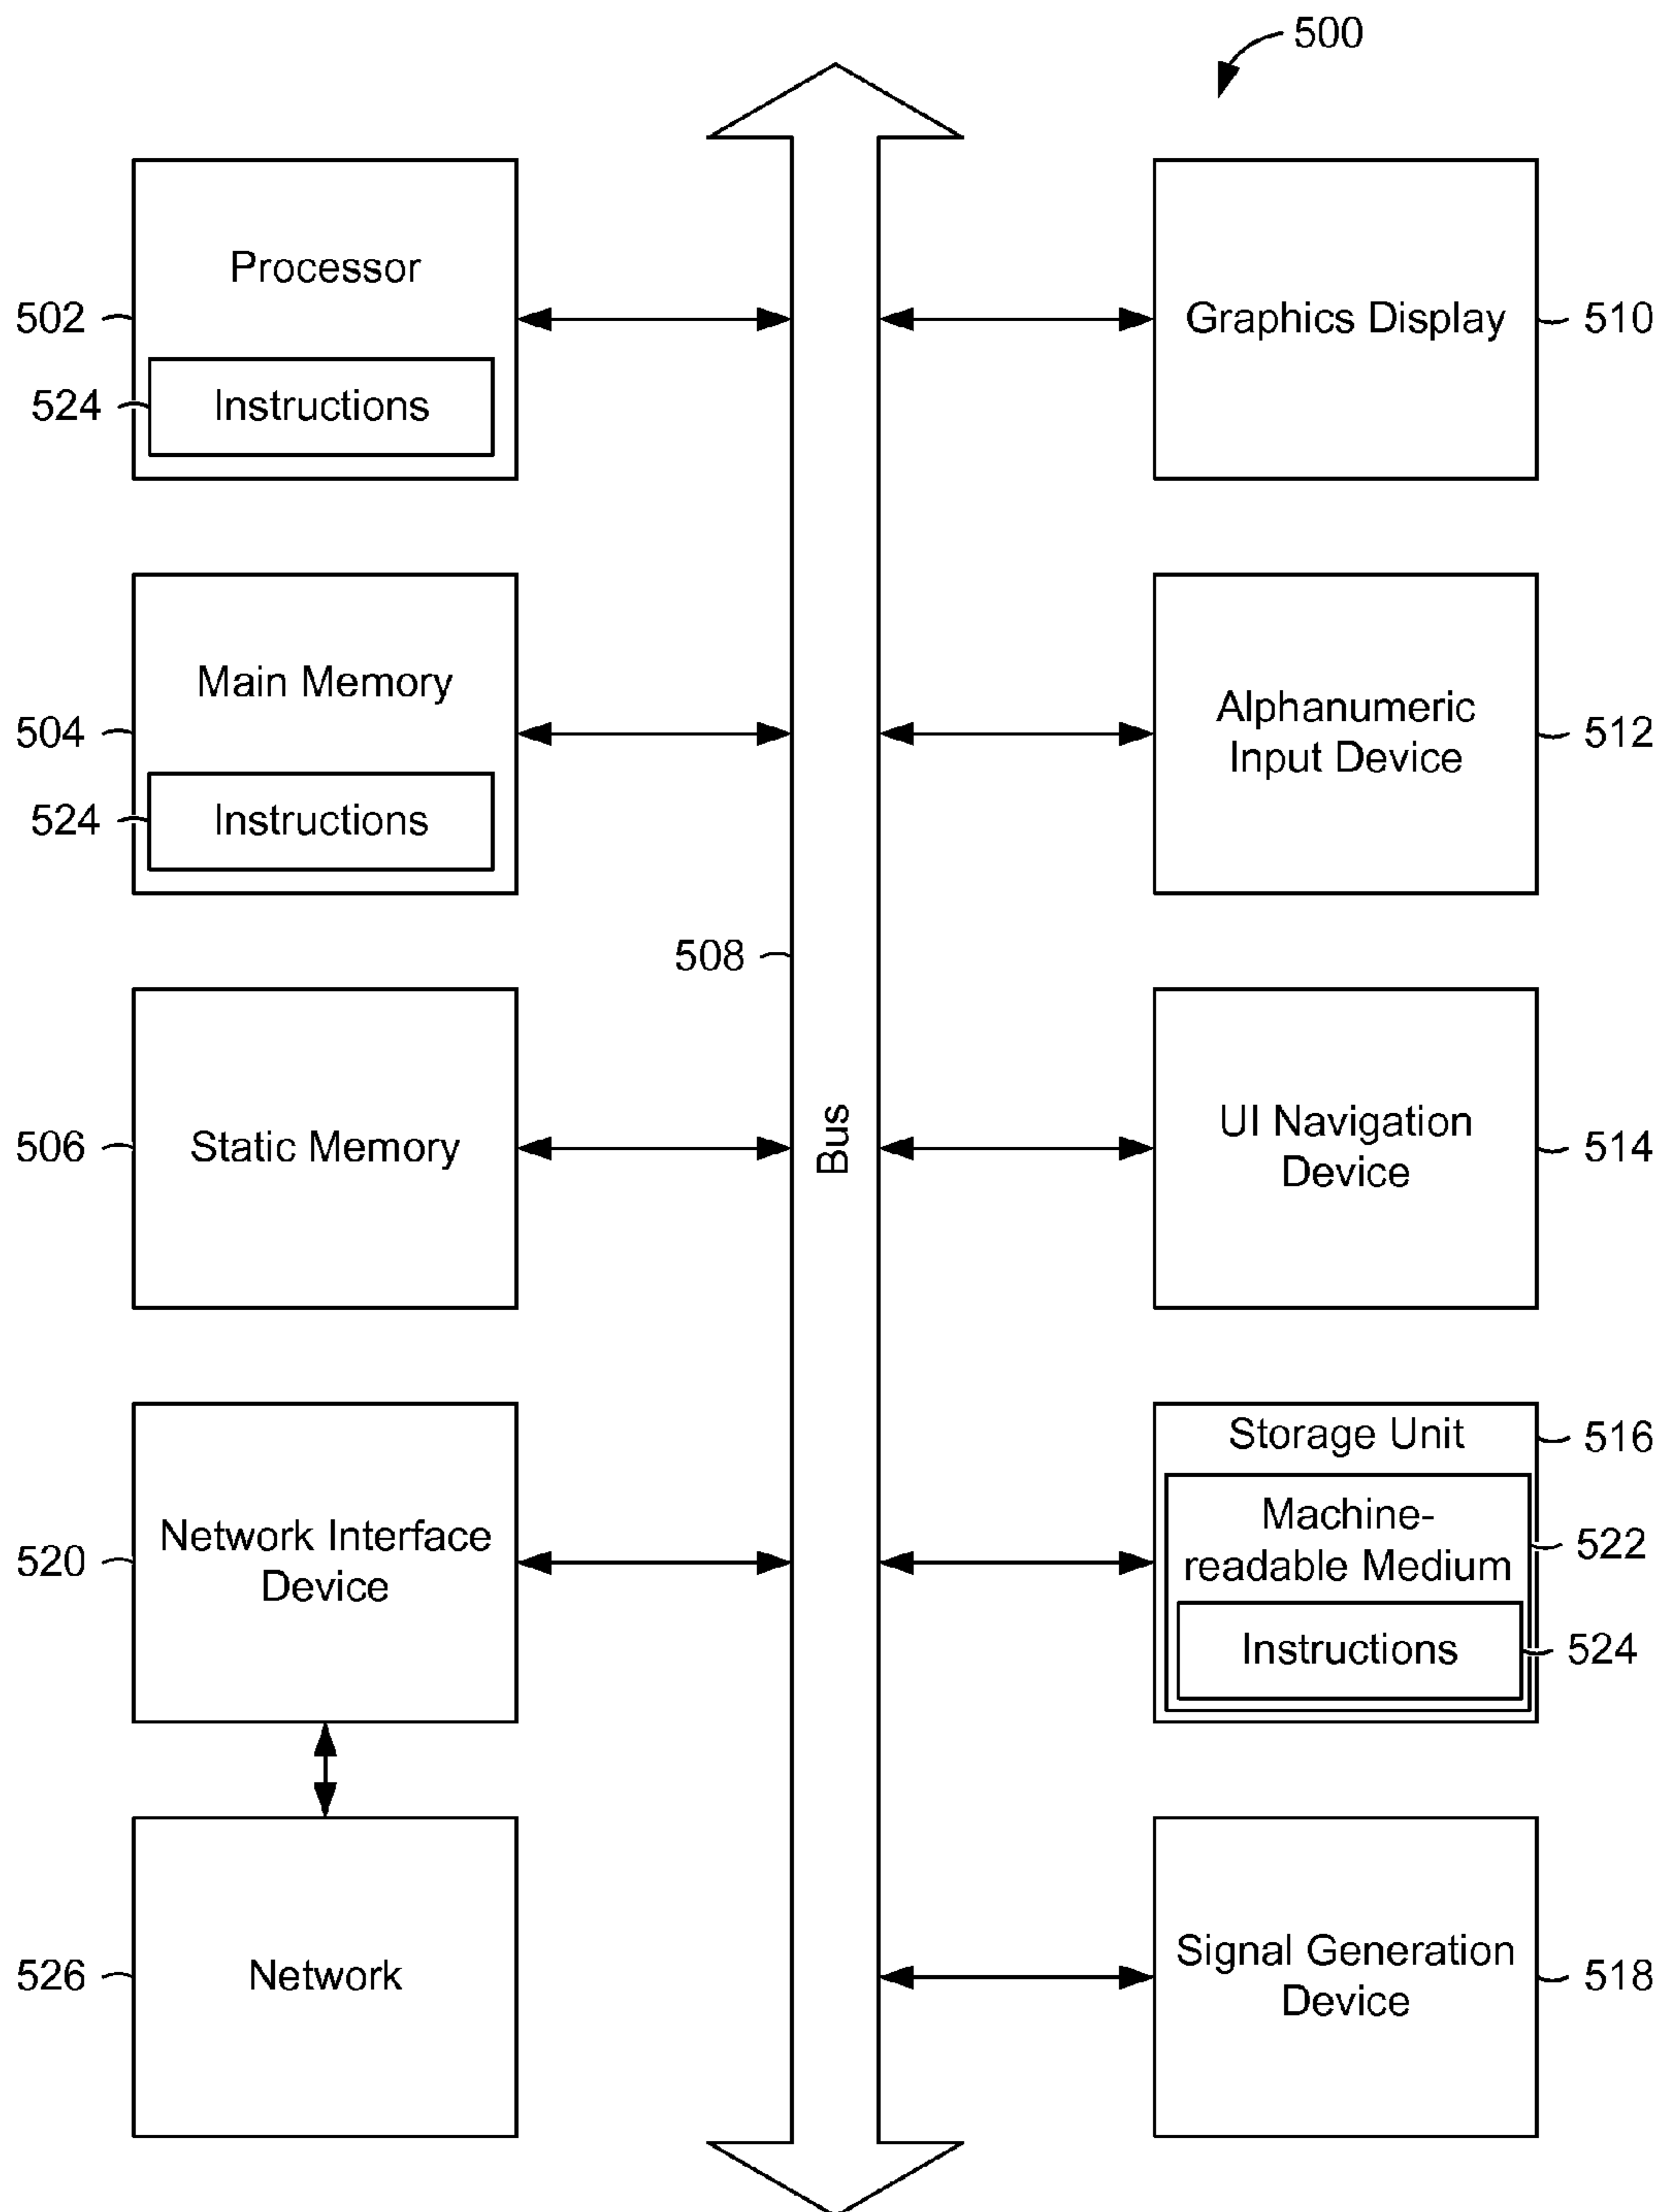 500
Processor
502
524
Instructions
Graphics Display
510
Main Memory
504
524
Instructions
Alphanumeric
Input Device
512
508
Bus
Static Memory
506
UI Navigation
Device
514
Network Interface
Device
520
Storage Unit
516
Machine-
readable Medium
522
Instructions
524
Network
526
Signal Generation
Device
518